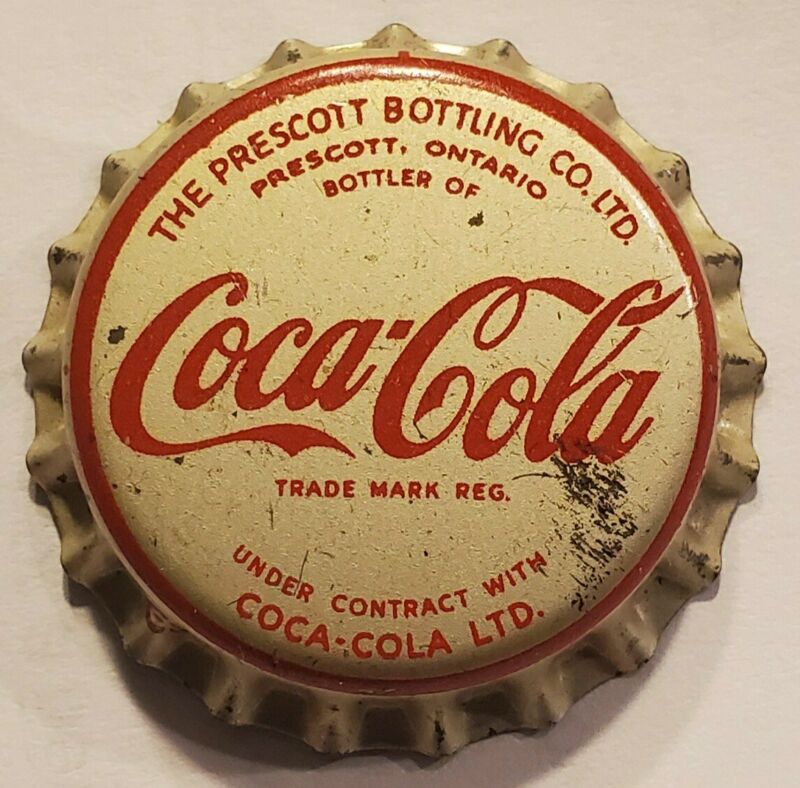 THE PRESCOTT BOTTLING CO. LTD.
PRESCOTT, ONTARIO
BOTTLER OF
Coca-Cola
TRADE MARK REG.
UNDER CONTRACT WITH
COCA-COLA LTD.